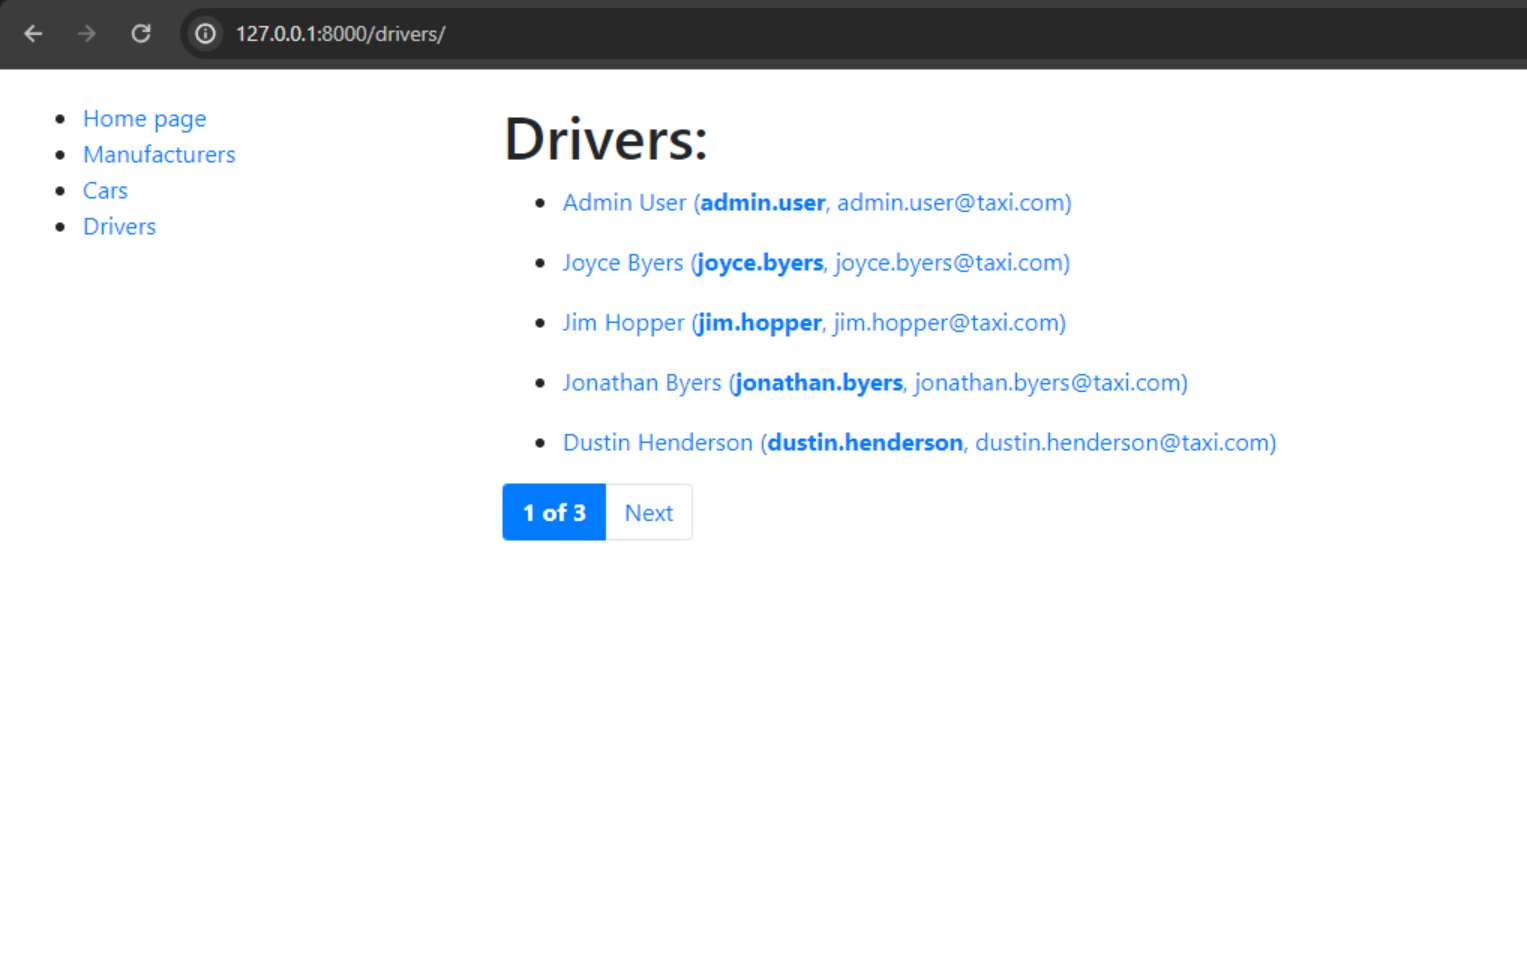 127.0.0.1:8000/drivers/
Home page
Manufacturers
Cars
Drivers
Drivers:
Admin User (admin.user, admin.user@taxi.com)
Joyce Byers (joyce.byers, joyce.byers@taxi.com)
Jim Hopper (jim.hopper, jim.hopper@taxi.com)
Jonathan Byers (jonathan.byers, jonathan.byers@taxi.com)
Dustin Henderson (dustin.henderson, dustin.henderson@taxi.com)
1 of 3 Next